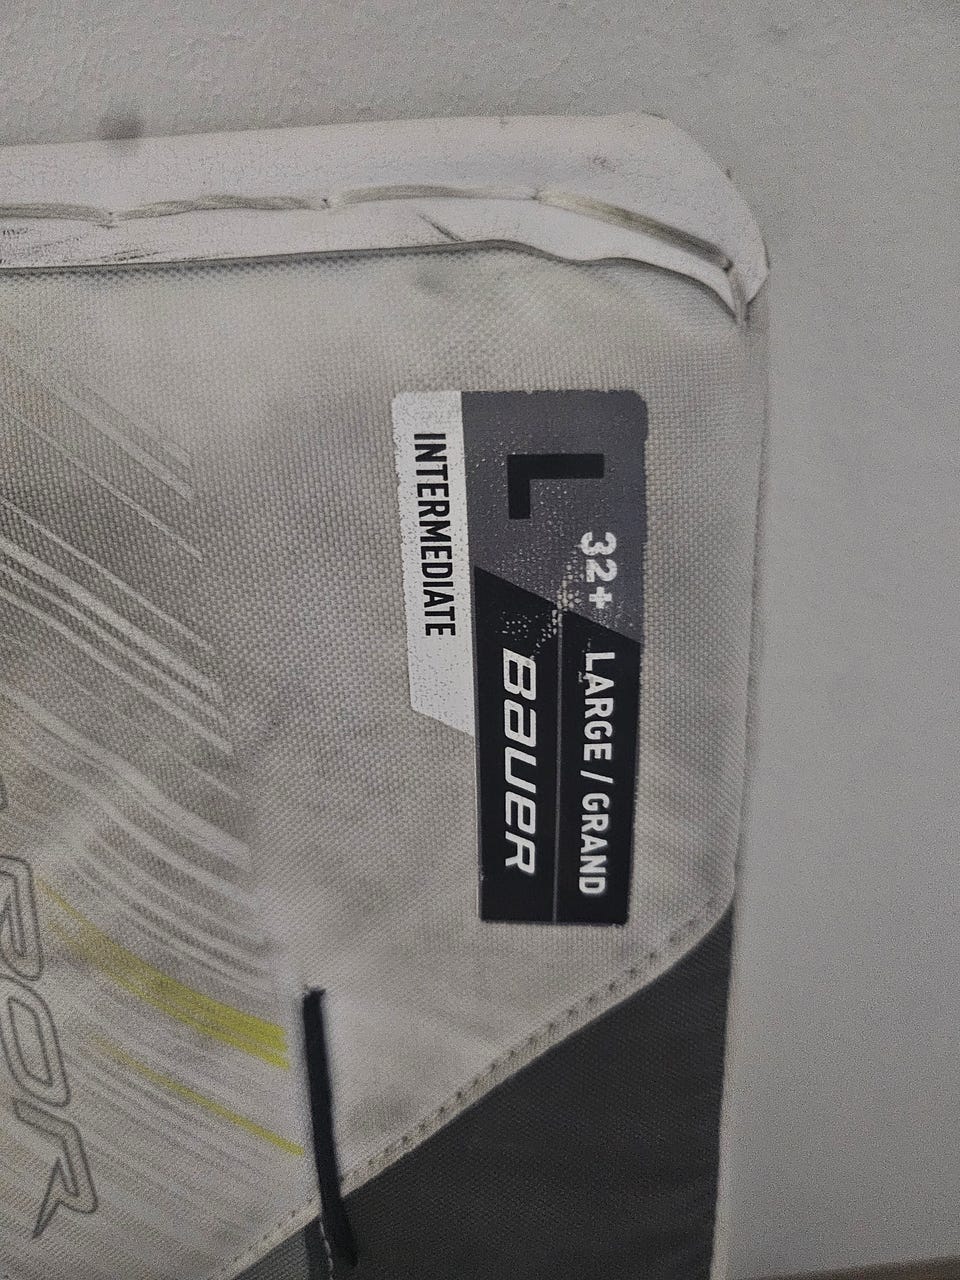 L 32+ LARGE / GRAND
BAUER
INTERMEDIATE